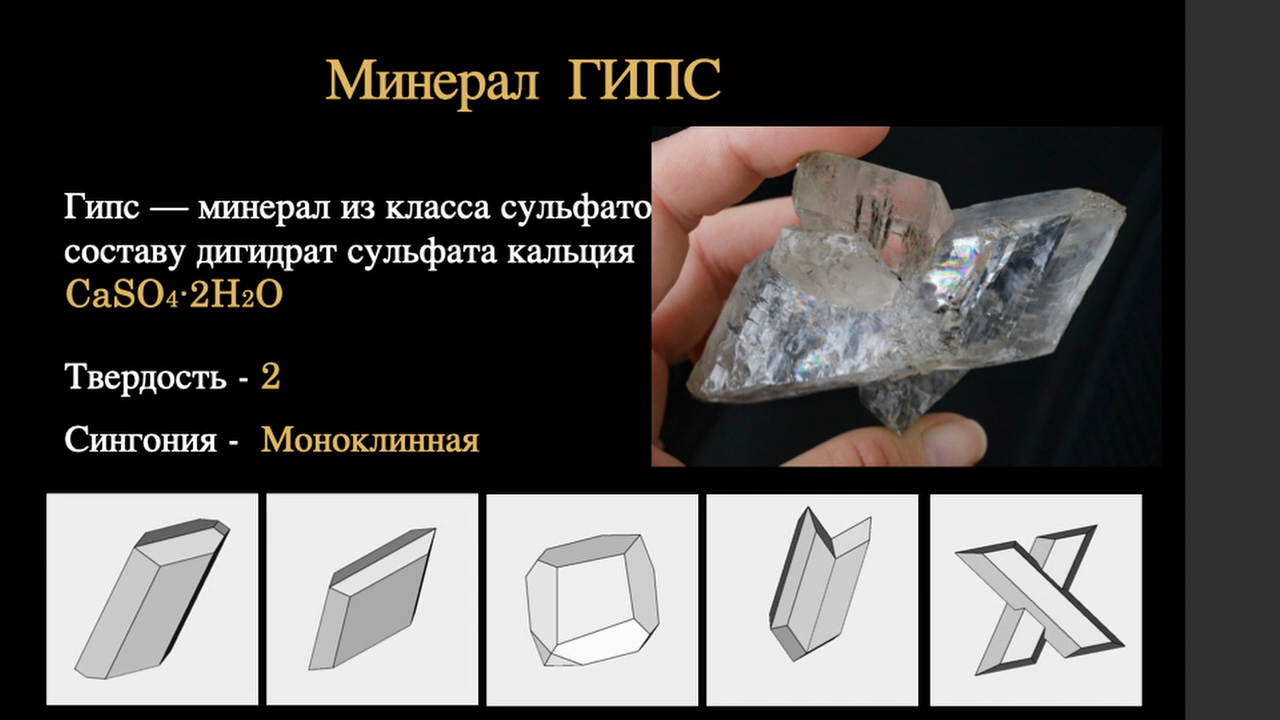 Минерал ГИПС
Гипс — минерал из класса сульфато
составу дигидрат сульфата кальция
CaSO₄·2H₂O
Твердость - 2
Сингония - Моноклинная